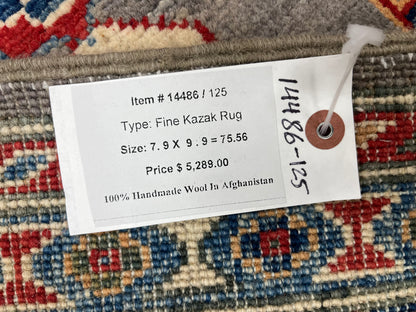 Item # 14486 / 125
Type: Fine Kazak Rug
Size: 7.9 X 9.9 = 75.56
Price $ 5,289.00
100% Handmade Wool In Afghanistan
14486-125